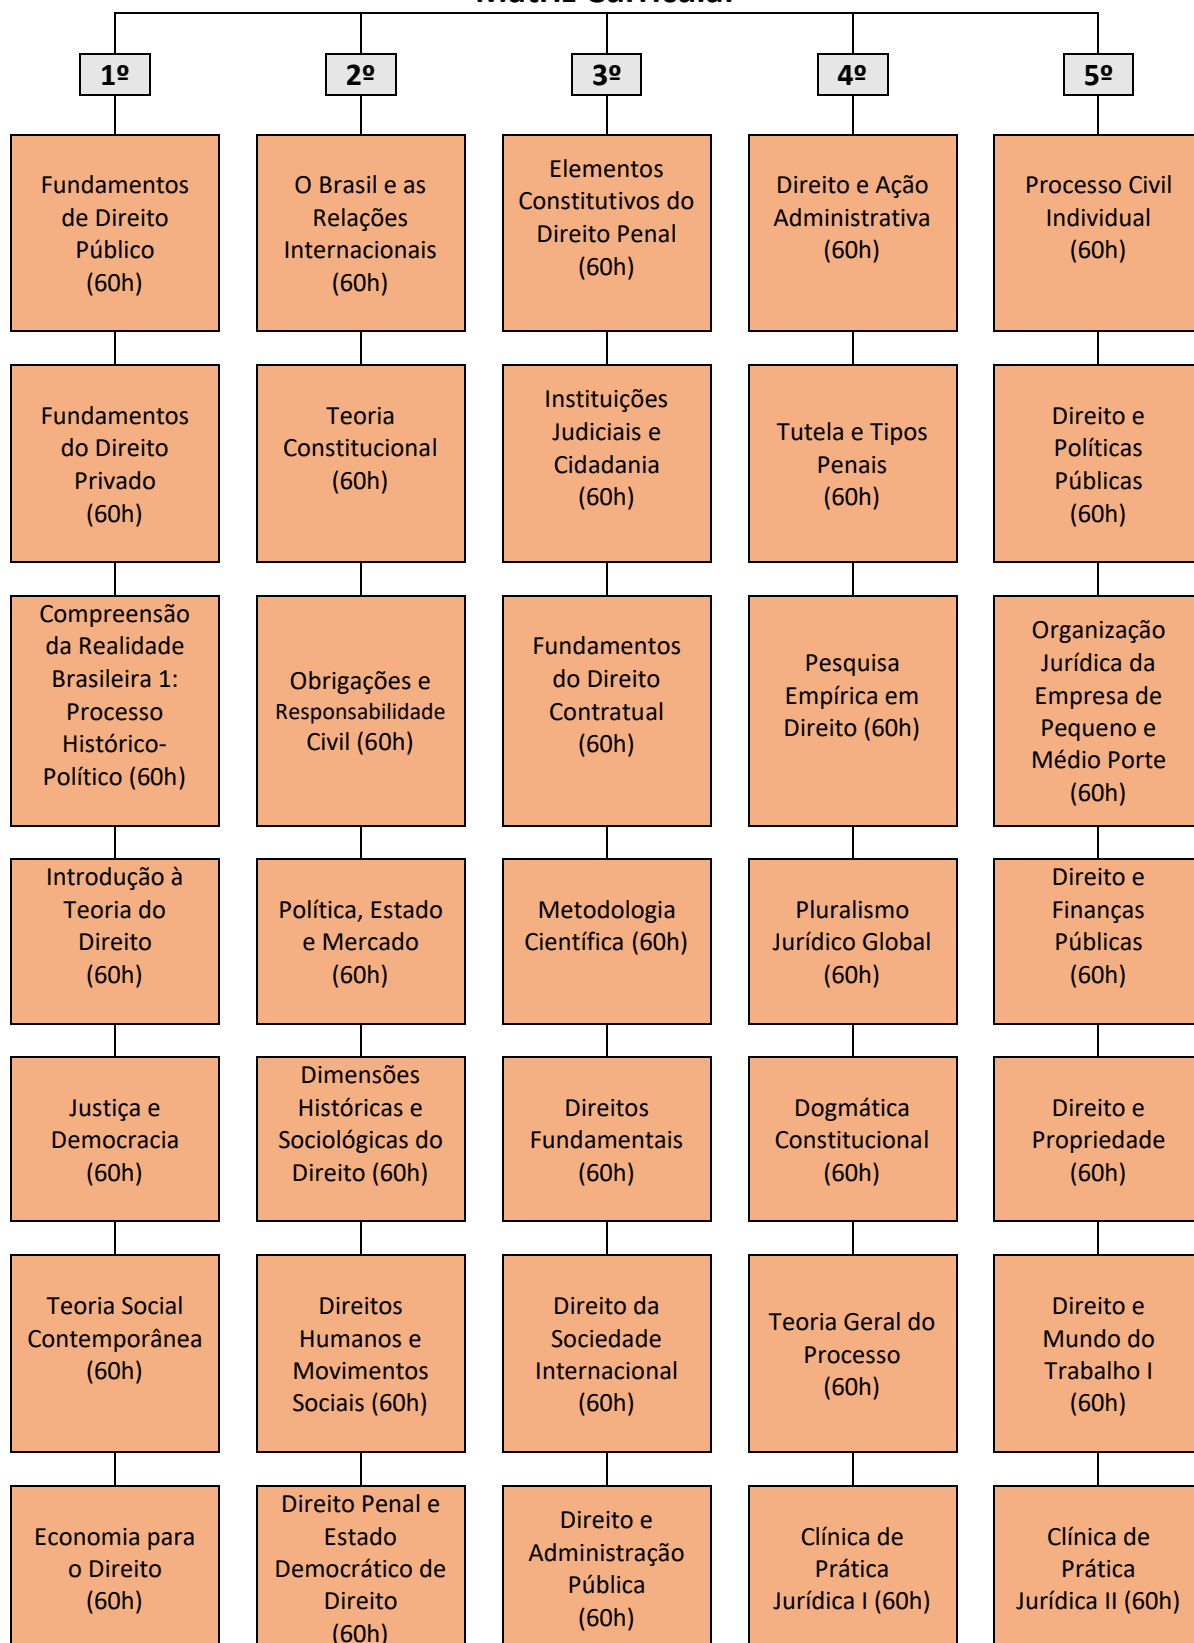 Matriz Curricular
1º
2º
3º
4º
5º
Fundamentos
de Direito
Público
(60h)
O Brasil e as
Relações
Internacionais
(60h)
Elementos
Constitutivos do
Direito Penal
(60h)
Direito e Ação
Administrativa
(60h)
Processo Civil
Individual
(60h)
Fundamentos
do Direito
Privado
(60h)
Teoria
Constitucional
(60h)
Instituições
Judiciais e
Cidadania
(60h)
Tutela e Tipos
Penais
(60h)
Direito e
Políticas
Públicas
(60h)
Compreensão
da Realidade
Brasileira 1:
Processo
Histórico-
Político (60h)
Obrigações e
Responsabilidade
Civil (60h)
Fundamentos
do Direito
Contratual
(60h)
Pesquisa
Empírica em
Direito (60h)
Organização
Jurídica da
Empresa de
Pequeno e
Médio Porte
(60h)
Introdução à
Teoria do
Direito
(60h)
Política, Estado
e Mercado
(60h)
Metodologia
Científica (60h)
Pluralismo
Jurídico Global
(60h)
Direito e
Finanças
Públicas
(60h)
Justiça e
Democracia
(60h)
Dimensões
Históricas e
Sociológicas do
Direito (60h)
Direitos
Fundamentais
(60h)
Dogmática
Constitucional
(60h)
Direito e
Propriedade
(60h)
Teoria Social
Contemporânea
(60h)
Direitos
Humanos e
Movimentos
Sociais (60h)
Direito da
Sociedade
Internacional
(60h)
Teoria Geral do
Processo
(60h)
Direito e
Mundo do
Trabalho I
(60h)
Economia para
o Direito
(60h)
Direito Penal e
Estado
Democrático de
Direito
(60h)
Direito e
Administração
Pública
(60h)
Clínica de
Prática
Jurídica I (60h)
Clínica de
Prática
Jurídica II (60h)